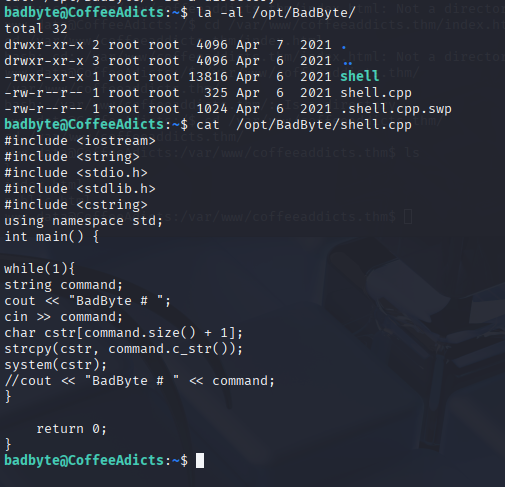 badbyte@CoffeeAdicts:~$ la -al /opt/BadByte/
total 32
drwxr-xr-x 2 root root  4096 Apr  6  2021 .
drwxr-xr-x 3 root root  4096 Apr  6  2021 ..
-rwxr-xr-x 1 root root 13816 Apr  6  2021 shell
-rw-r--r-- 1 root root   325 Apr  6  2021 shell.cpp
-rw-r--r-- 1 root root  1024 Apr  6  2021 .shell.cpp.swp
badbyte@CoffeeAdicts:~$ cat  /opt/BadByte/shell.cpp
#include <iostream>
#include <string>
#include <stdio.h>
#include <stdlib.h>
#include <cstring>
using namespace std;
int main() {
while(1){
string command;
cout << "BadByte # ";
cin >> command;
char cstr[command.size() + 1];
strcpy(cstr, command.c_str());
system(cstr);
//cout << "BadByte # " << command;
}
    return 0;
}
badbyte@CoffeeAdicts:~$